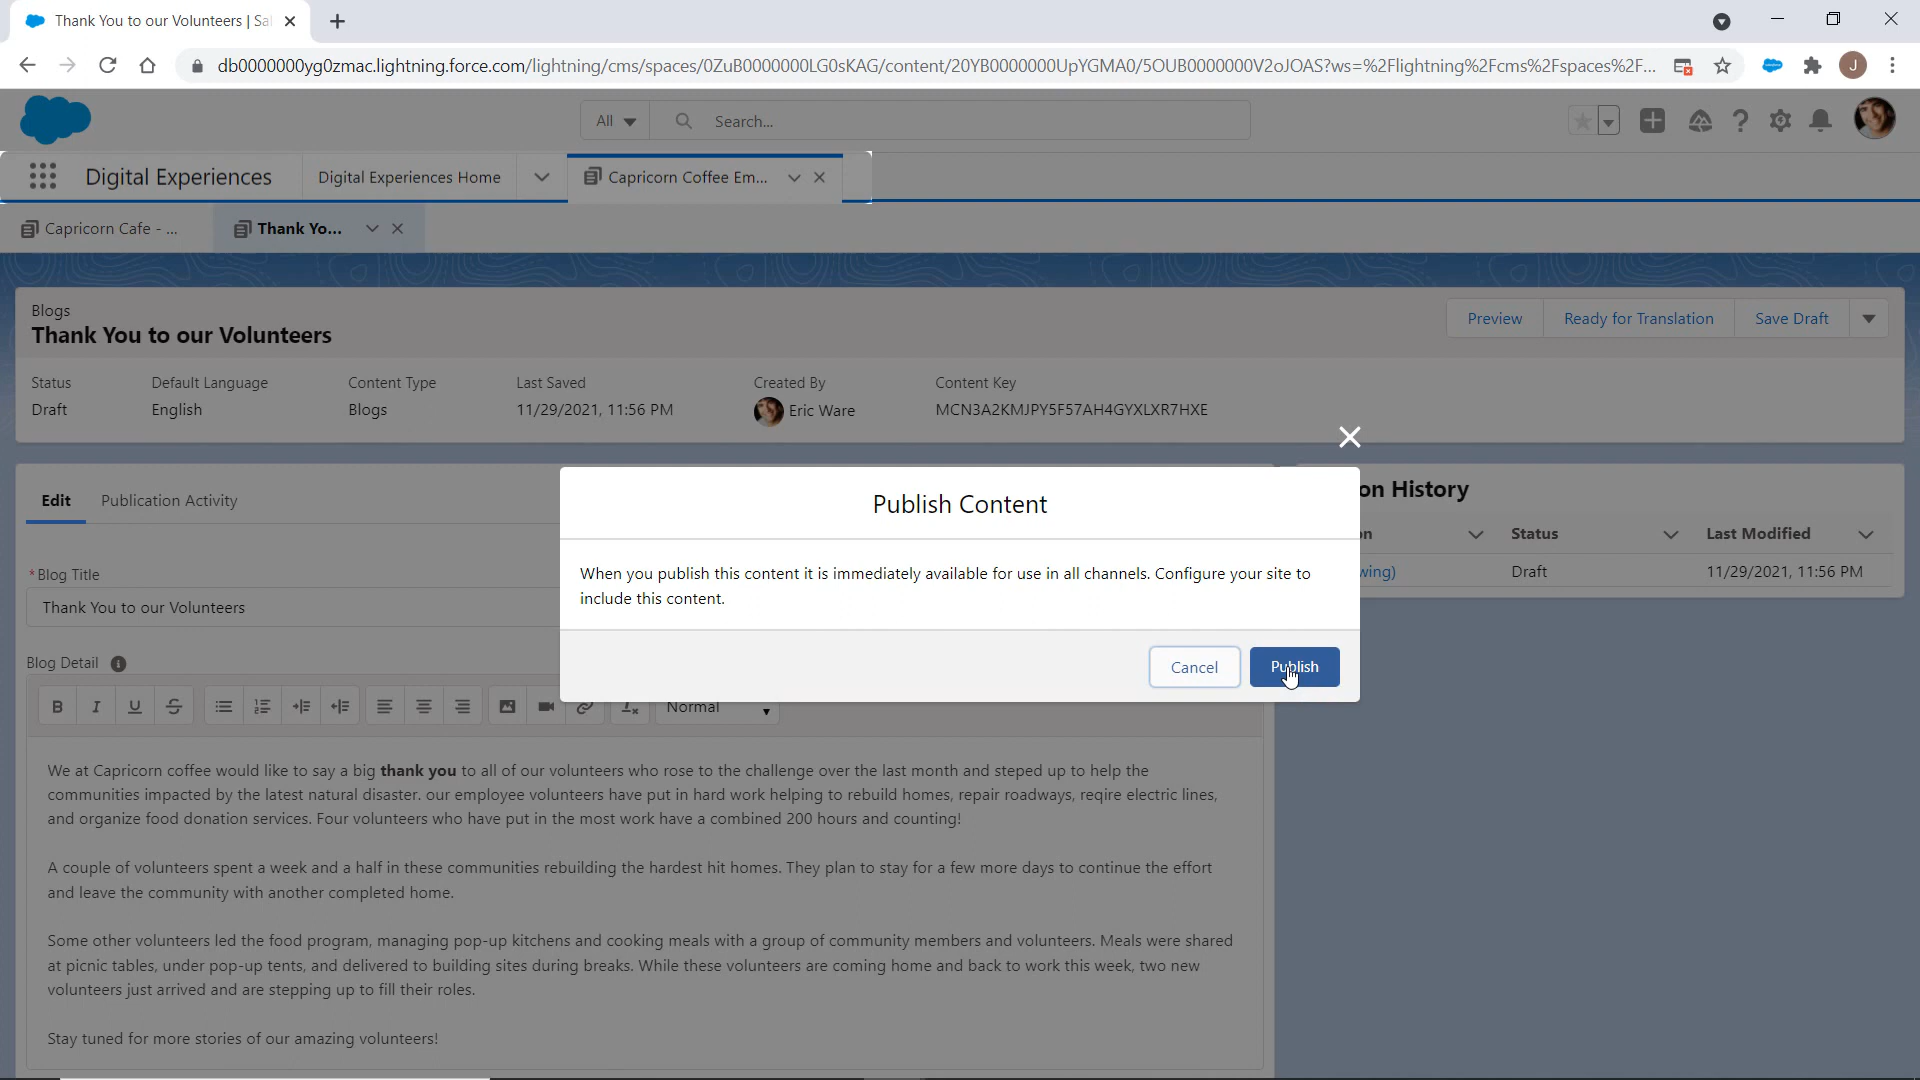 Thank You to our Volunteers | Sal
db0000000yg0zmac.lightning.force.com/lightning/cms/spaces/0ZuB0000000LG0sKAG/content/20YB0000000UpYGMA0/5OUB0000000V2oJOAS?ws=%2Flightning%2Fcms%2Fspaces%2F...
J
All
Search...
Digital Experiences
Digital Experiences Home
Capricorn Coffee Em...
Capricorn Cafe - ...
Thank Yo...
Blogs
Thank You to our Volunteers
Preview
Ready for Translation
Save Draft
Status
Default Language
Content Type
Last Saved
Created By
Content Key
Draft
English
Blogs
11/29/2021, 11:56 PM
Eric Ware
MCN3A2KMJPY5F57AH4GYXLXR7HXE
Edit
Publication Activity
on History
on
Status
Last Modified
wing)
Draft
11/29/2021, 11:56 PM
Publish Content
When you publish this content it is immediately available for use in all channels. Configure your site to
include this content.
Cancel
Publish
*Blog Title
Thank You to our Volunteers
Blog Detail
Normal
We at Capricorn coffee would like to say a big thank you to all of our volunteers who rose to the challenge over the last month and steped up to help the
communities impacted by the latest natural disaster. our employee volunteers have put in hard work helping to rebuild homes, repair roadways, reqire electric lines,
and organize food donation services. Four volunteers who have put in the most work have a combined 200 hours and counting!
A couple of volunteers spent a week and a half in these communities rebuilding the hardest hit homes. They plan to stay for a few more days to continue the effort
and leave the community with another completed home.
Some other volunteers led the food program, managing pop-up kitchens and cooking meals with a group of community members and volunteers. Meals were shared
at picnic tables, under pop-up tents, and delivered to building sites during breaks. While these volunteers are coming home and back to work this week, two new
volunteers just arrived and are stepping up to fill their roles.
Stay tuned for more stories of our amazing volunteers!